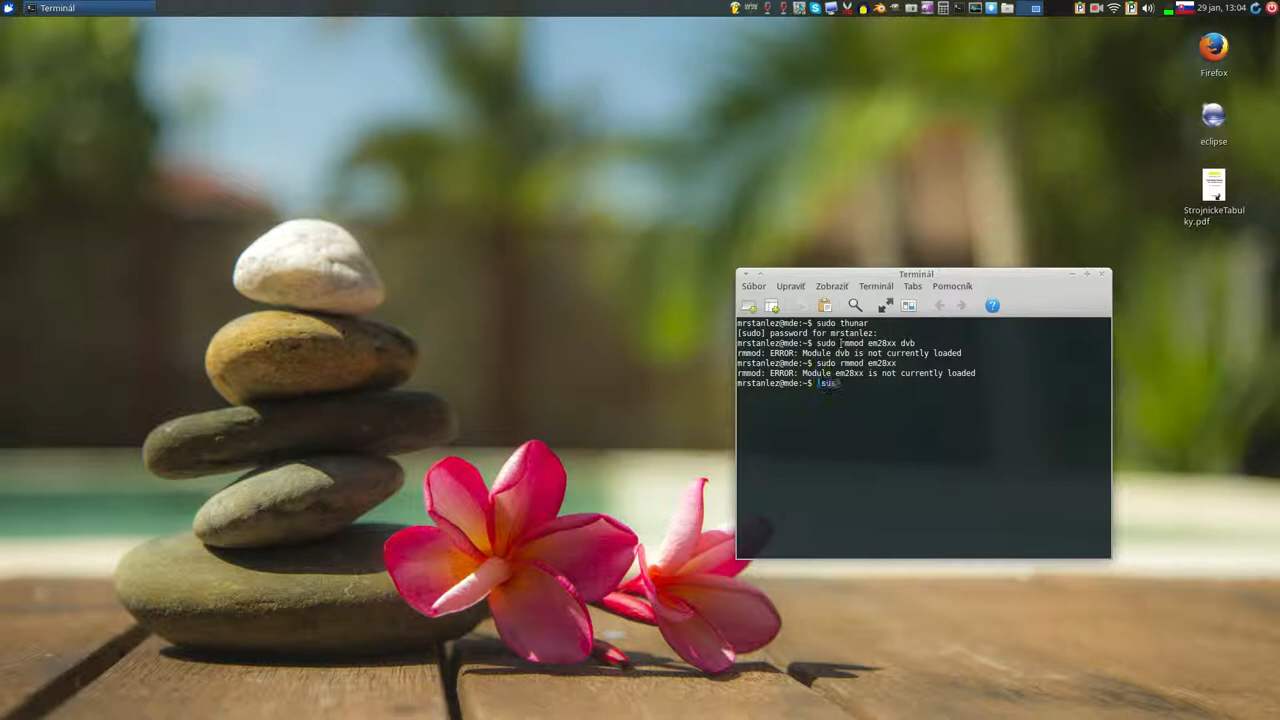 Terminál
29 jan, 13:04
Firefox
eclipse
StrojnickeTabul
ky.pdf
Terminál
Súbor Upraviť Zobraziť Terminál Tabs Pomocník
mrstanlez@mde:~$ sudo thunar
[sudo] password for mrstanlez:
mrstanlez@mde:~$ sudo rmmod em28xx dvb
rmmod: ERROR: Module dvb is not currently loaded
mrstanlez@mde:~$ sudo rmmod em28xx
rmmod: ERROR: Module em28xx is not currently loaded
mrstanlez@mde:~$